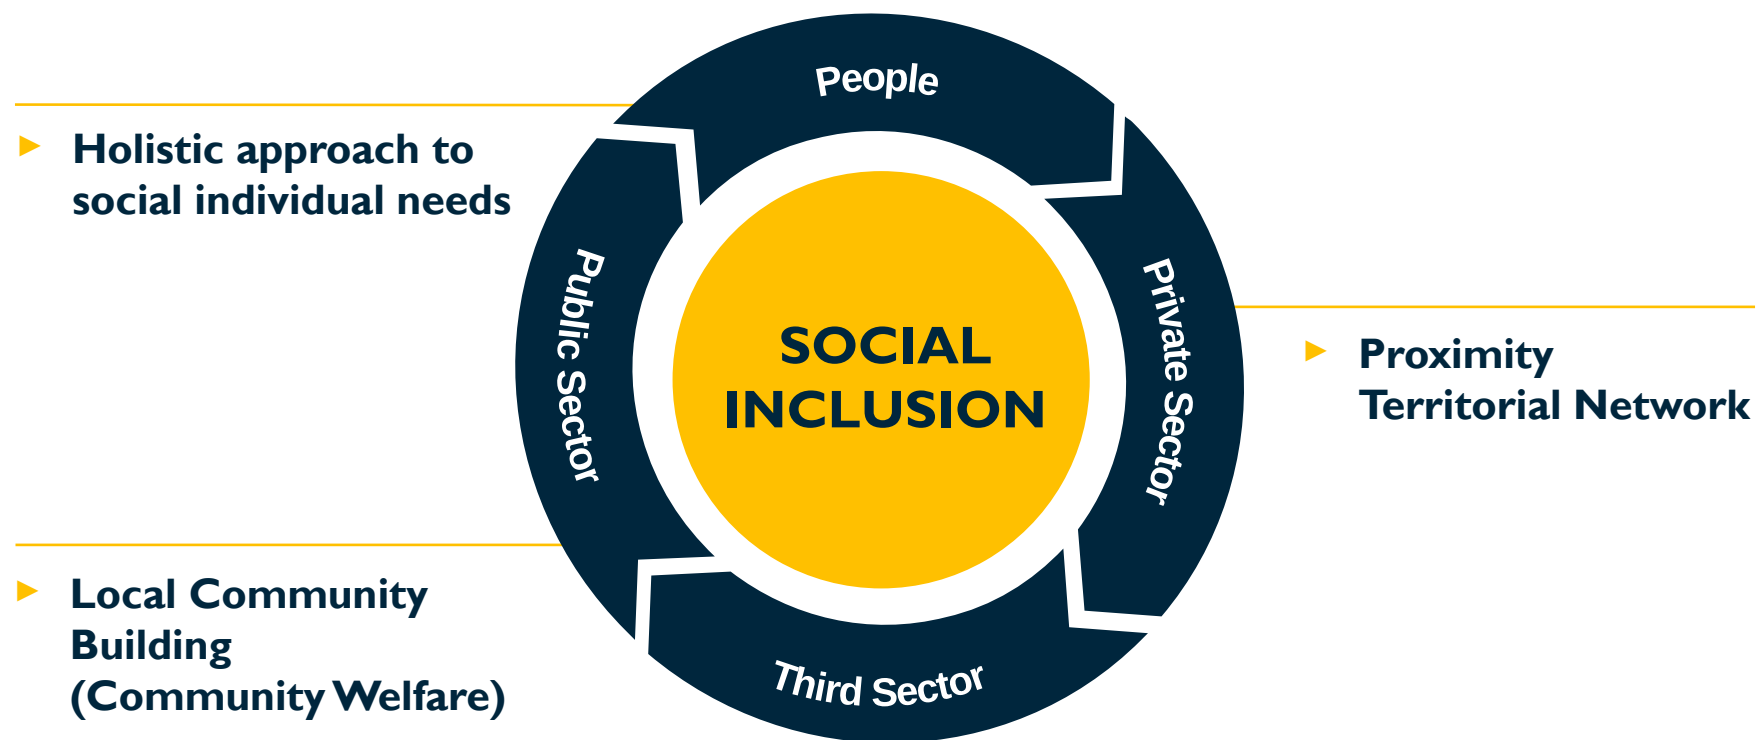 People
Holistic approach to
social individual needs
Public Sector
SOCIAL
INCLUSION
Private Sector
Proximity
Territorial Network
Local Community
Building
(Community Welfare)
Third Sector